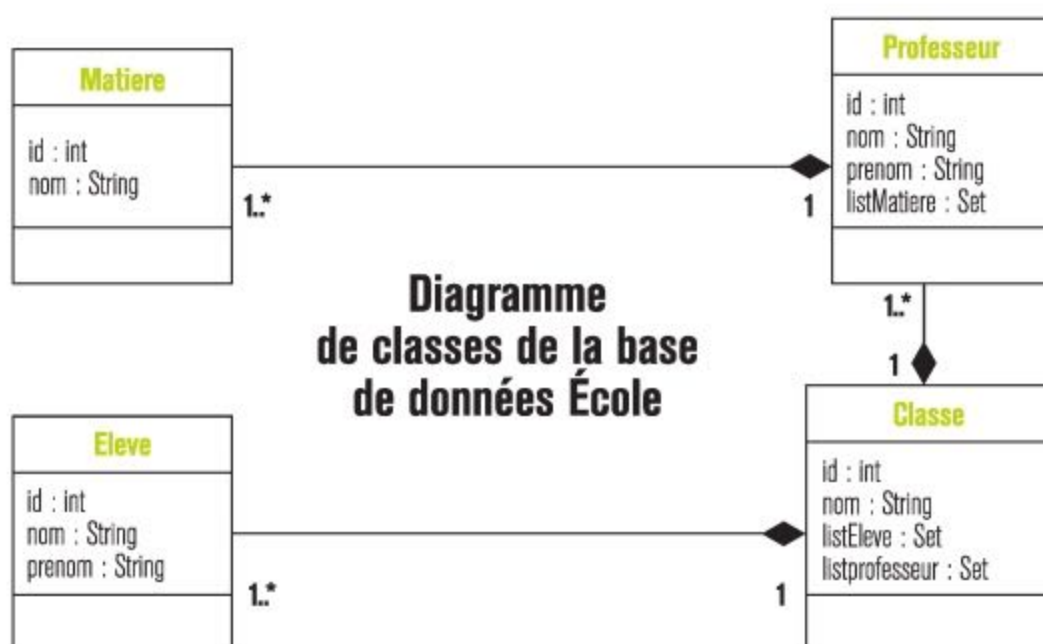 Matiere
id : int
nom : String
1..*
Professeur
id : int
nom : String
prenom : String
listMatiere : Set
1
1..*
1
Diagramme
de classes de la base
de données École
Eleve
id : int
nom : String
prenom : String
1..*
Classe
id : int
nom : String
listEleve : Set
listprofesseur : Set
1